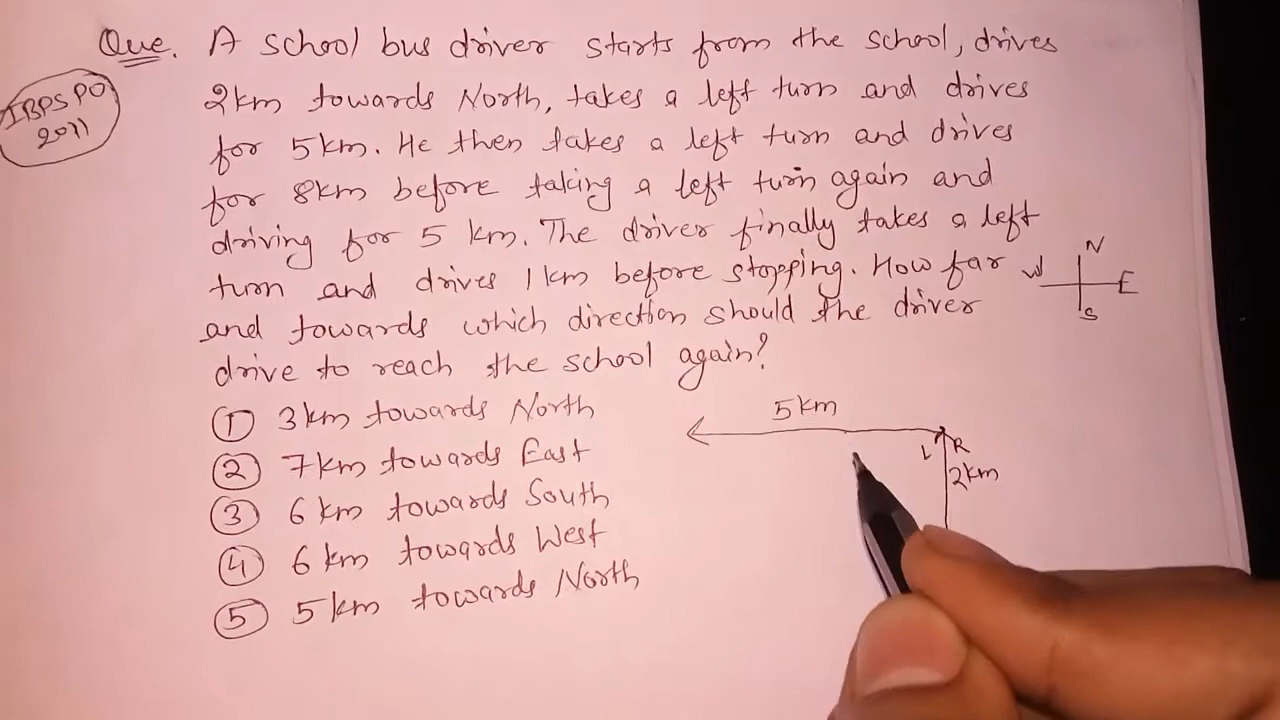 Que. A school bus driver starts from the school, drives
2km towards North, takes a left turn and drives
for 5km. He then takes a left turn and drives
for 8km before taking a left turn again and
driving for 5 km. The driver finally takes a left
turn and drives 1km before stopping. How far
and towards which direction should the driver
drive to reach the school again?
IBPS PO
2011
N
W E
S
① 3km towards North
② 7km towards East
③ 6km towards South
④ 6km towards West
⑤ 5km towards North
5km
L R
2km